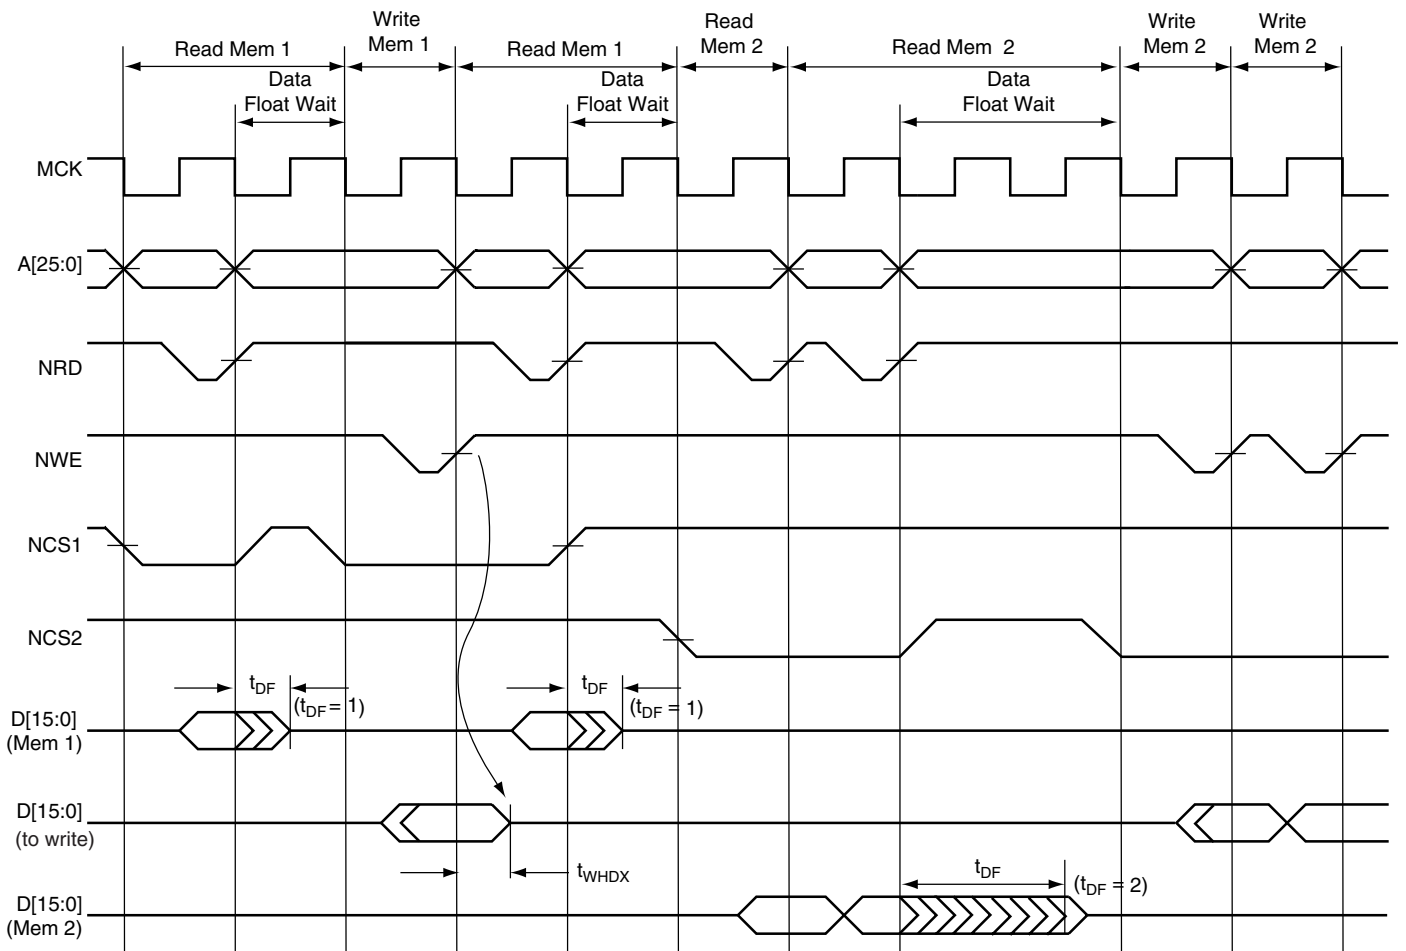 Read Mem 1
Write
Mem 1
Read Mem 1
Read
Mem 2
Read Mem 2
Write
Mem 2
Write
Mem 2
Data
Float Wait
Data
Float Wait
Data
Float Wait
MCK
A[25:0]
NRD
NWE
NCS1
NCS2
tDF
(tDF = 1)
tDF
(tDF = 1)
D[15:0]
(Mem 1)
D[15:0]
(to write)
tWHDX
tDF
(tDF = 2)
D[15:0]
(Mem 2)